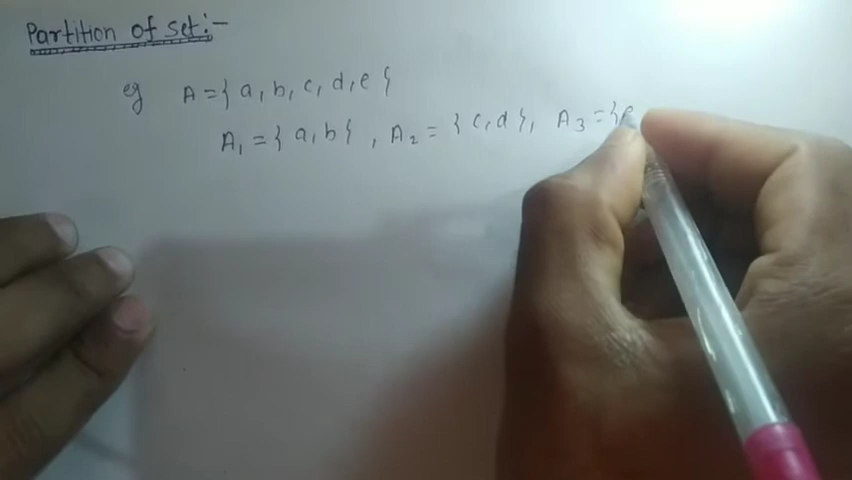 Partition of set:-
eg A = { a, b, c, d, e }
A₁ = { a, b }, A₂ = { c, d }, A₃ = { e